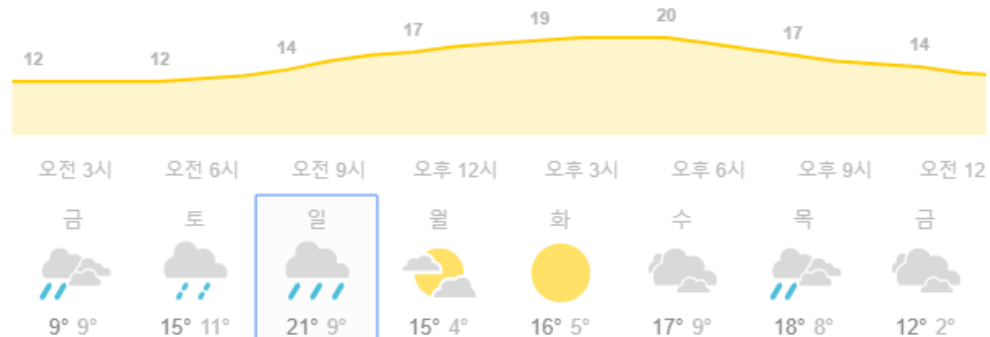 12 12 14 17 19 20 17 14
오전 3시 오전 6시 오전 9시 오후 12시 오후 3시 오후 6시 오후 9시 오전 12
금 토 일 월 화 수 목 금
9° 9° 15° 11° 21° 9° 15° 4° 16° 5° 17° 9° 18° 8° 12° 2°